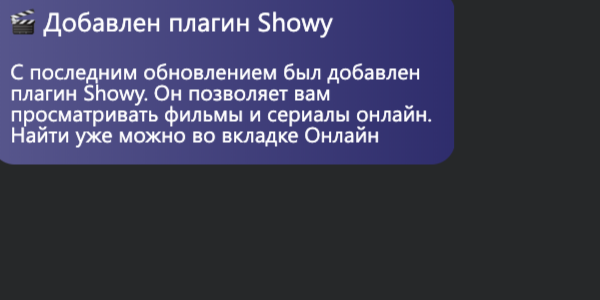 🎬 Добавлен плагин Showy
С последним обновлением был добавлен
плагин Showy. Он позволяет вам
просматривать фильмы и сериалы онлайн.
Найти уже можно во вкладке Онлайн